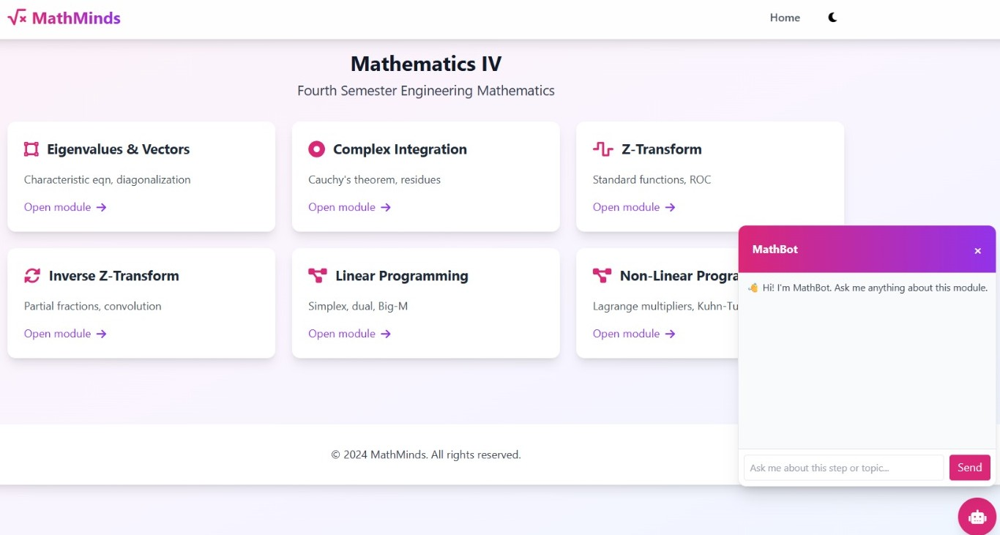 MathMinds
Home
Mathematics IV
Fourth Semester Engineering Mathematics
Eigenvalues & Vectors
Characteristic eqn, diagonalization
Open module →
Complex Integration
Cauchy's theorem, residues
Open module →
Z-Transform
Standard functions, ROC
Open module →
Inverse Z-Transform
Partial fractions, convolution
Open module →
Linear Programming
Simplex, dual, Big-M
Open module →
Non-Linear Progra
Lagrange multipliers, Kuhn-Tu
Open module →
MathBot ×
👋 Hi! I'm MathBot. Ask me anything about this module.
Ask me about this step or topic...
Send
© 2024 MathMinds. All rights reserved.